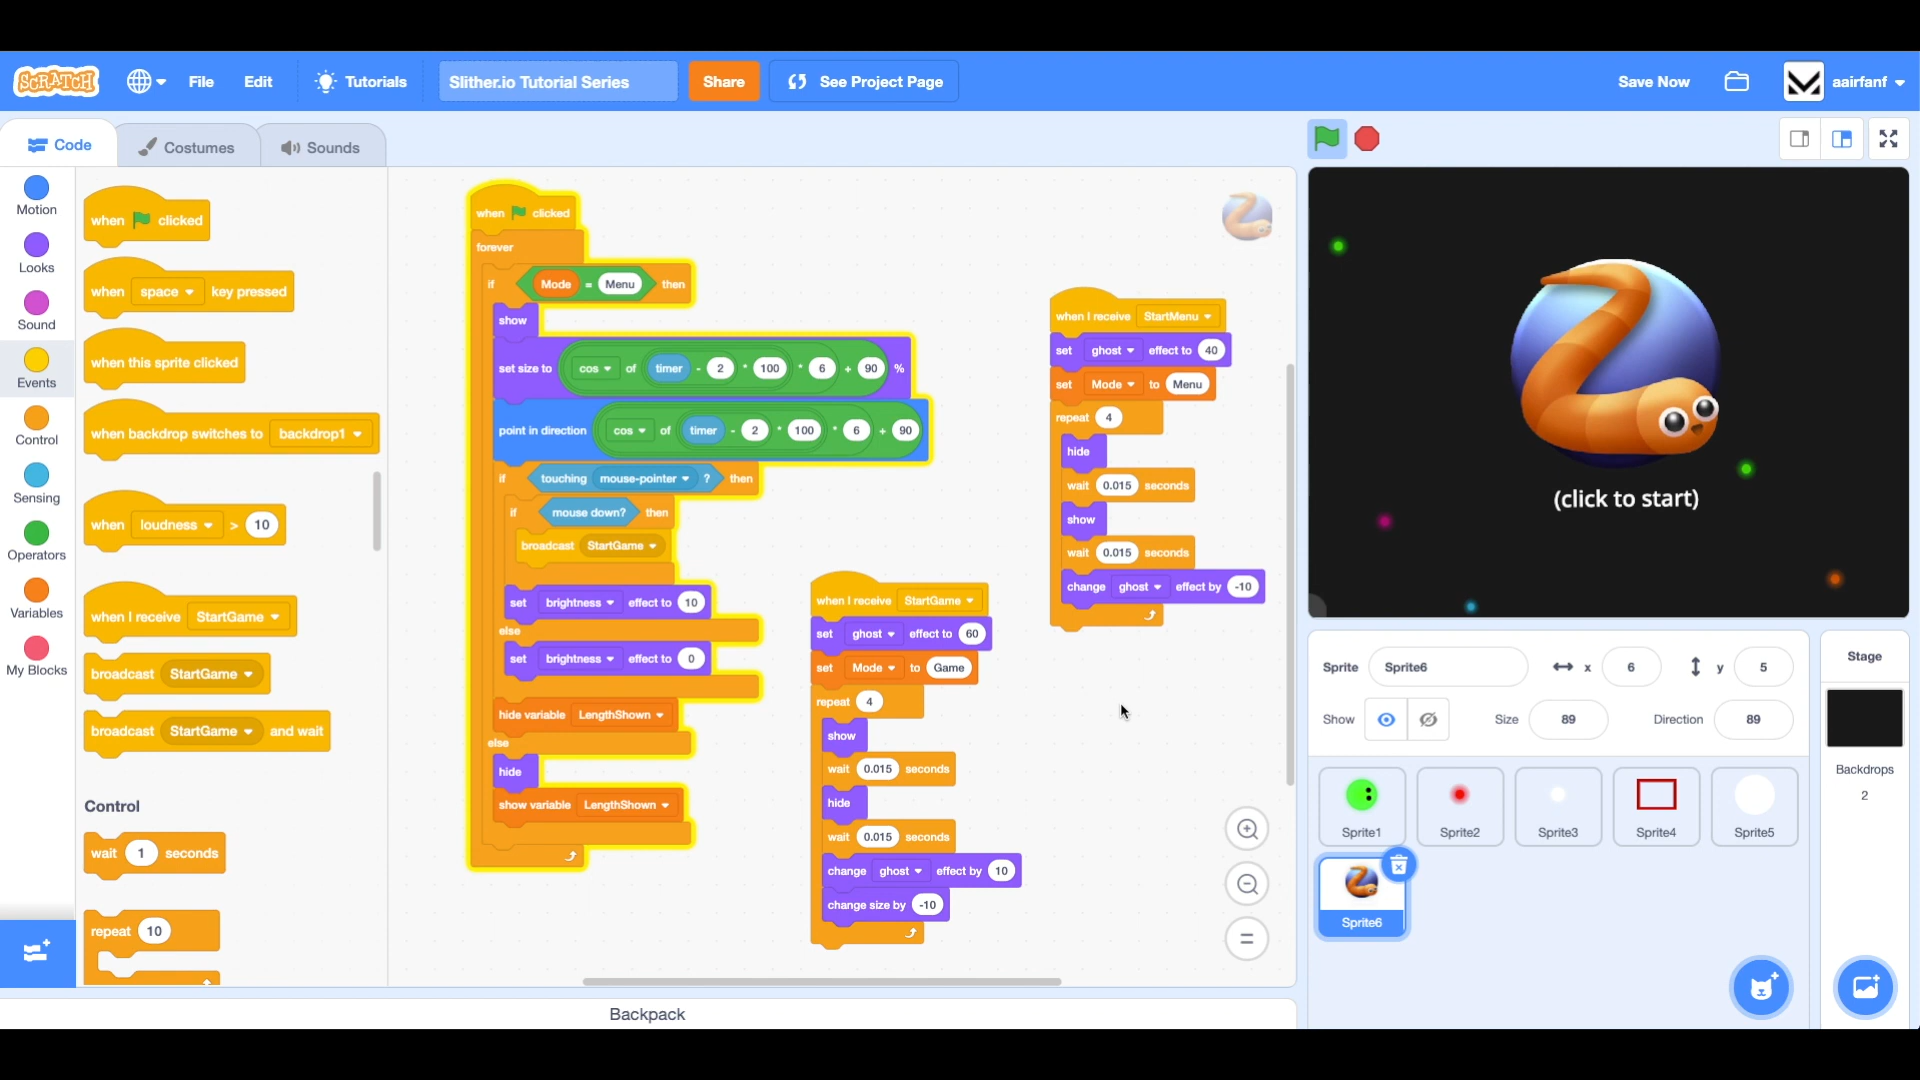 SCRATCH File Edit Tutorials Slither.io Tutorial Series Share See Project Page Save Now aairfanf
Code Costumes Sounds
Motion
Looks
Sound
Events
Control
Sensing
Operators
Variables
My Blocks
when clicked
when space key pressed
when this sprite clicked
when backdrop switches to backdrop1
when loudness > 10
when I receive StartGame
broadcast StartGame
broadcast StartGame and wait
Control
wait 1 seconds
repeat 10
when clicked
forever
if Mode = Menu then
show
set size to cos of timer - 2 * 100 * 6 + 90 %
point in direction cos of timer - 2 * 100 * 6 + 90
if touching mouse-pointer ? then
if mouse down? then
broadcast StartGame
set brightness effect to 10
else
set brightness effect to 0
hide variable LengthShown
else
hide
show variable LengthShown
when I receive StartGame
set ghost effect to 60
set Mode to Game
repeat 4
show
wait 0.015 seconds
hide
wait 0.015 seconds
change ghost effect by 10
change size by -10
when I receive StartMenu
set ghost effect to 40
set Mode to Menu
repeat 4
hide
wait 0.015 seconds
show
wait 0.015 seconds
change ghost effect by -10
Backpack
(click to start)
Sprite Sprite6 x 6 y 5
Show Size 89 Direction 89
Sprite1 Sprite2 Sprite3 Sprite4 Sprite5
Sprite6
Stage
Backdrops
2